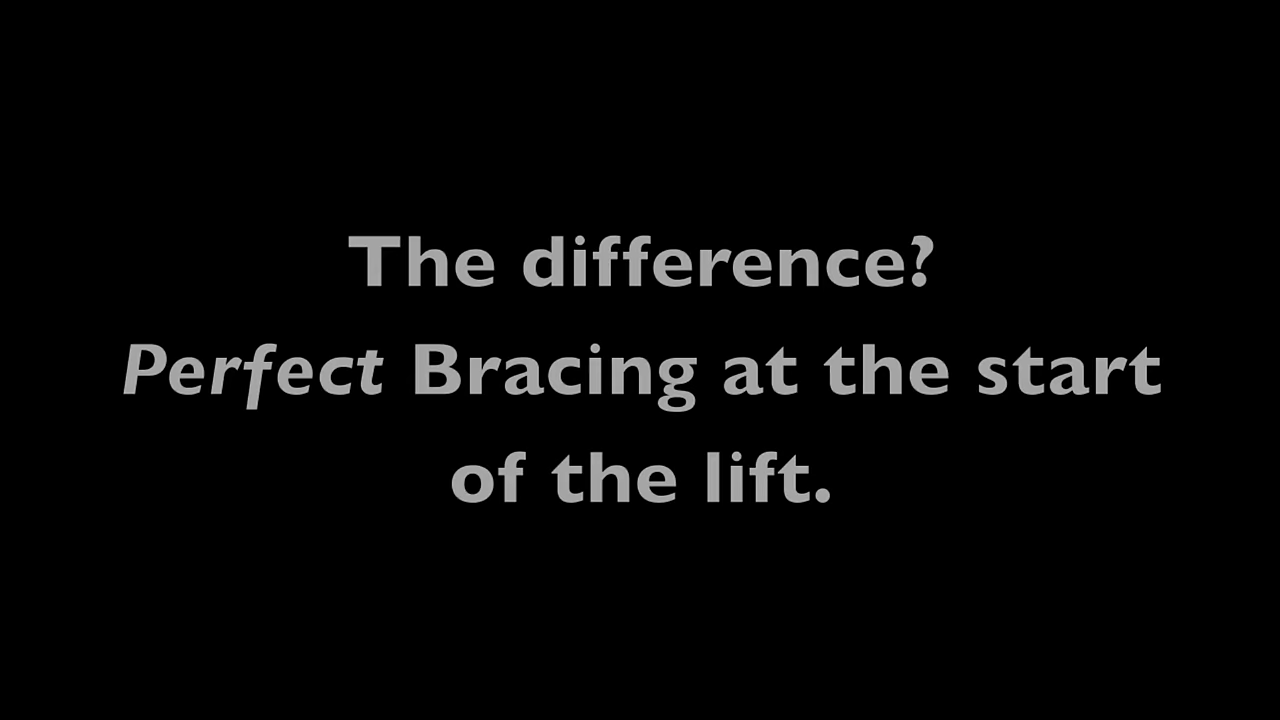 The difference?
Perfect Bracing at the start
of the lift.